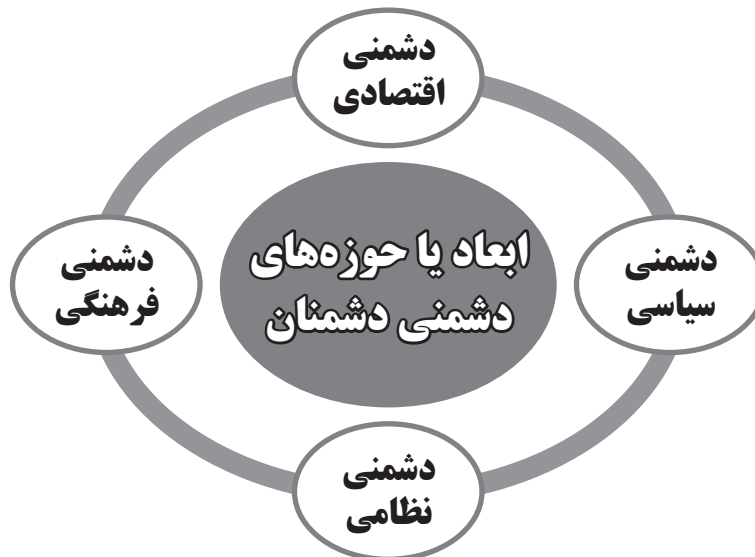 دشمنی
اقتصادی
ابعاد یا حوزه‌های
دشمنی دشمنان
دشمنی
سیاسی
دشمنی
فرهنگی
دشمنی
نظامی